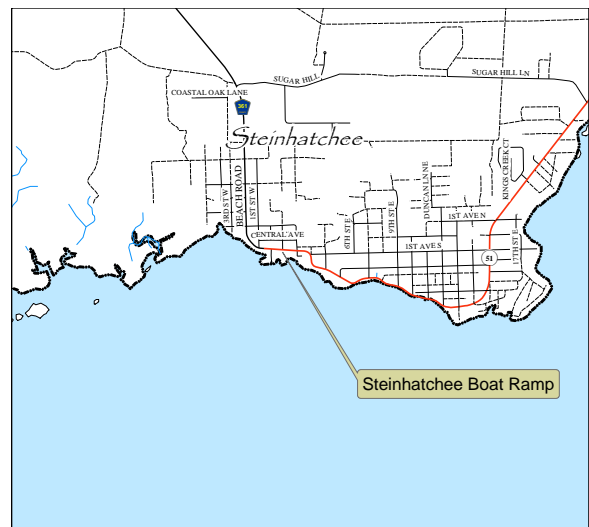 SUGAR HILL
SUGAR HILL LN
COASTAL OAK LANE
361
Steinhatchee
KINGS CREEK CT
DUNCAN LN NE
3RD ST W
BEACH ROAD
1ST ST W
9TH ST E
6TH ST E
1ST AVE N
CENTRAL AVE
1ST AVE S
51
17TH ST E
Steinhatchee Boat Ramp